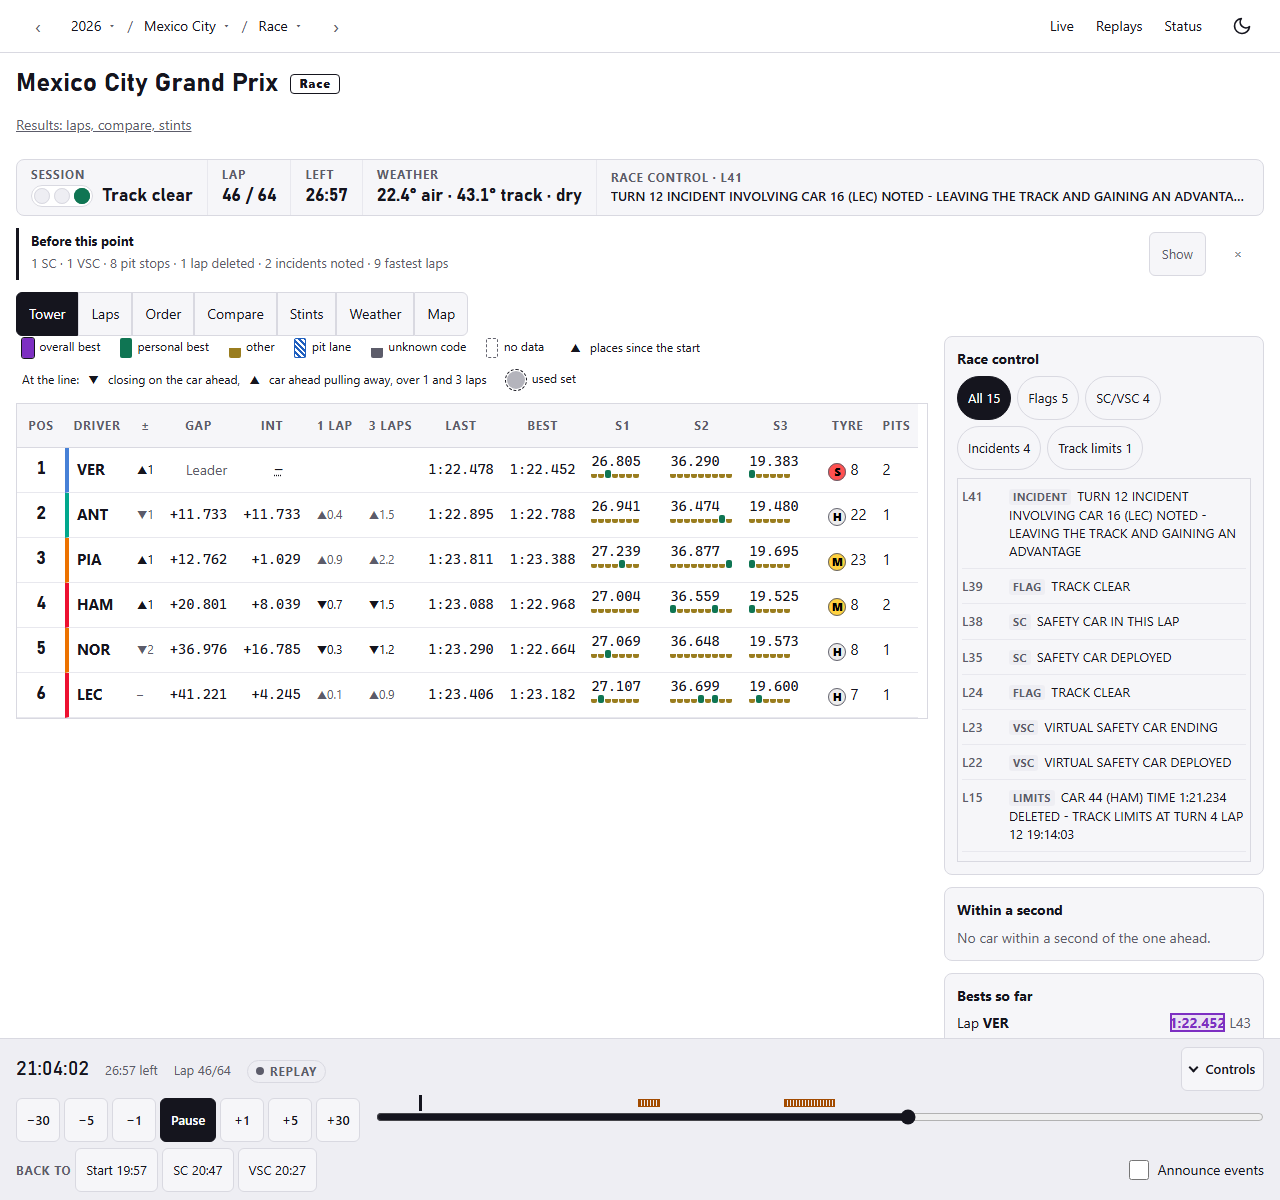 ‹ 2026 / Mexico City / Race ›
Live Replays Status
Mexico City Grand Prix Race
Results: laps, compare, stints
SESSION LAP LEFT WEATHER RACE CONTROL · L41
Track clear 46 / 64 26:57 22.4° air · 43.1° track · dry TURN 12 INCIDENT INVOLVING CAR 16 (LEC) NOTED - LEAVING THE TRACK AND GAINING AN ADVANTA...
Before this point
1 SC · 1 VSC · 8 pit stops · 1 lap deleted · 2 incidents noted · 9 fastest laps
Show ×
Tower Laps Order Compare Stints Weather Map
overall best personal best other pit lane unknown code no data ▲ places since the start
At the line: ▼ closing on the car ahead, ▲ car ahead pulling away, over 1 and 3 laps used set
POS DRIVER ± GAP INT 1 LAP 3 LAPS LAST BEST S1 S2 S3 TYRE PITS
1 VER ▲1 Leader – 1:22.478 1:22.452 26.805 36.290 19.383 S 8 2
2 ANT ▼1 +11.733 +11.733 ▲0.4 ▲1.5 1:22.895 1:22.788 26.941 36.474 19.480 H 22 1
3 PIA ▲1 +12.762 +1.029 ▲0.9 ▲2.2 1:23.811 1:23.388 27.239 36.877 19.695 M 23 1
4 HAM ▲1 +20.801 +8.039 ▼0.7 ▼1.5 1:23.088 1:22.968 27.004 36.559 19.525 M 8 2
5 NOR ▼2 +36.976 +16.785 ▼0.3 ▼1.2 1:23.290 1:22.664 27.069 36.648 19.573 H 8 1
6 LEC – +41.221 +4.245 ▲0.1 ▲0.9 1:23.406 1:23.182 27.107 36.699 19.600 H 7 1
Race control
All 15 Flags 5 SC/VSC 4
Incidents 4 Track limits 1
L41 INCIDENT TURN 12 INCIDENT
INVOLVING CAR 16 (LEC) NOTED -
LEAVING THE TRACK AND GAINING AN
ADVANTAGE
L39 FLAG TRACK CLEAR
L38 SC SAFETY CAR IN THIS LAP
L35 SC SAFETY CAR DEPLOYED
L24 FLAG TRACK CLEAR
L23 VSC VIRTUAL SAFETY CAR ENDING
L22 VSC VIRTUAL SAFETY CAR DEPLOYED
L15 LIMITS CAR 44 (HAM) TIME 1:21.234
DELETED - TRACK LIMITS AT TURN 4 LAP
12 19:14:03
Within a second
No car within a second of the one ahead.
Bests so far
Lap VER 1:22.452 L43
21:04:02 26:57 left Lap 46/64 REPLAY Controls
−30 −5 −1 Pause +1 +5 +30
BACK TO Start 19:57 SC 20:47 VSC 20:27 Announce events